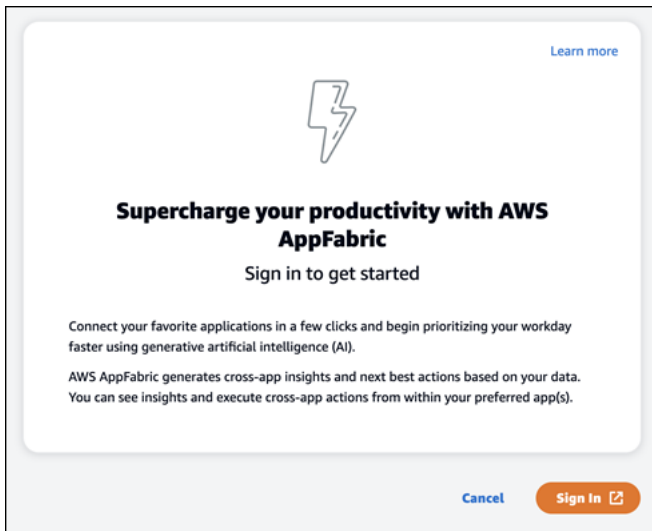 Learn more
Supercharge your productivity with AWS
AppFabric
Sign in to get started
Connect your favorite applications in a few clicks and begin prioritizing your workday
faster using generative artificial intelligence (AI).
AWS AppFabric generates cross-app insights and next best actions based on your data.
You can see insights and execute cross-app actions from within your preferred app(s).
Cancel
Sign In